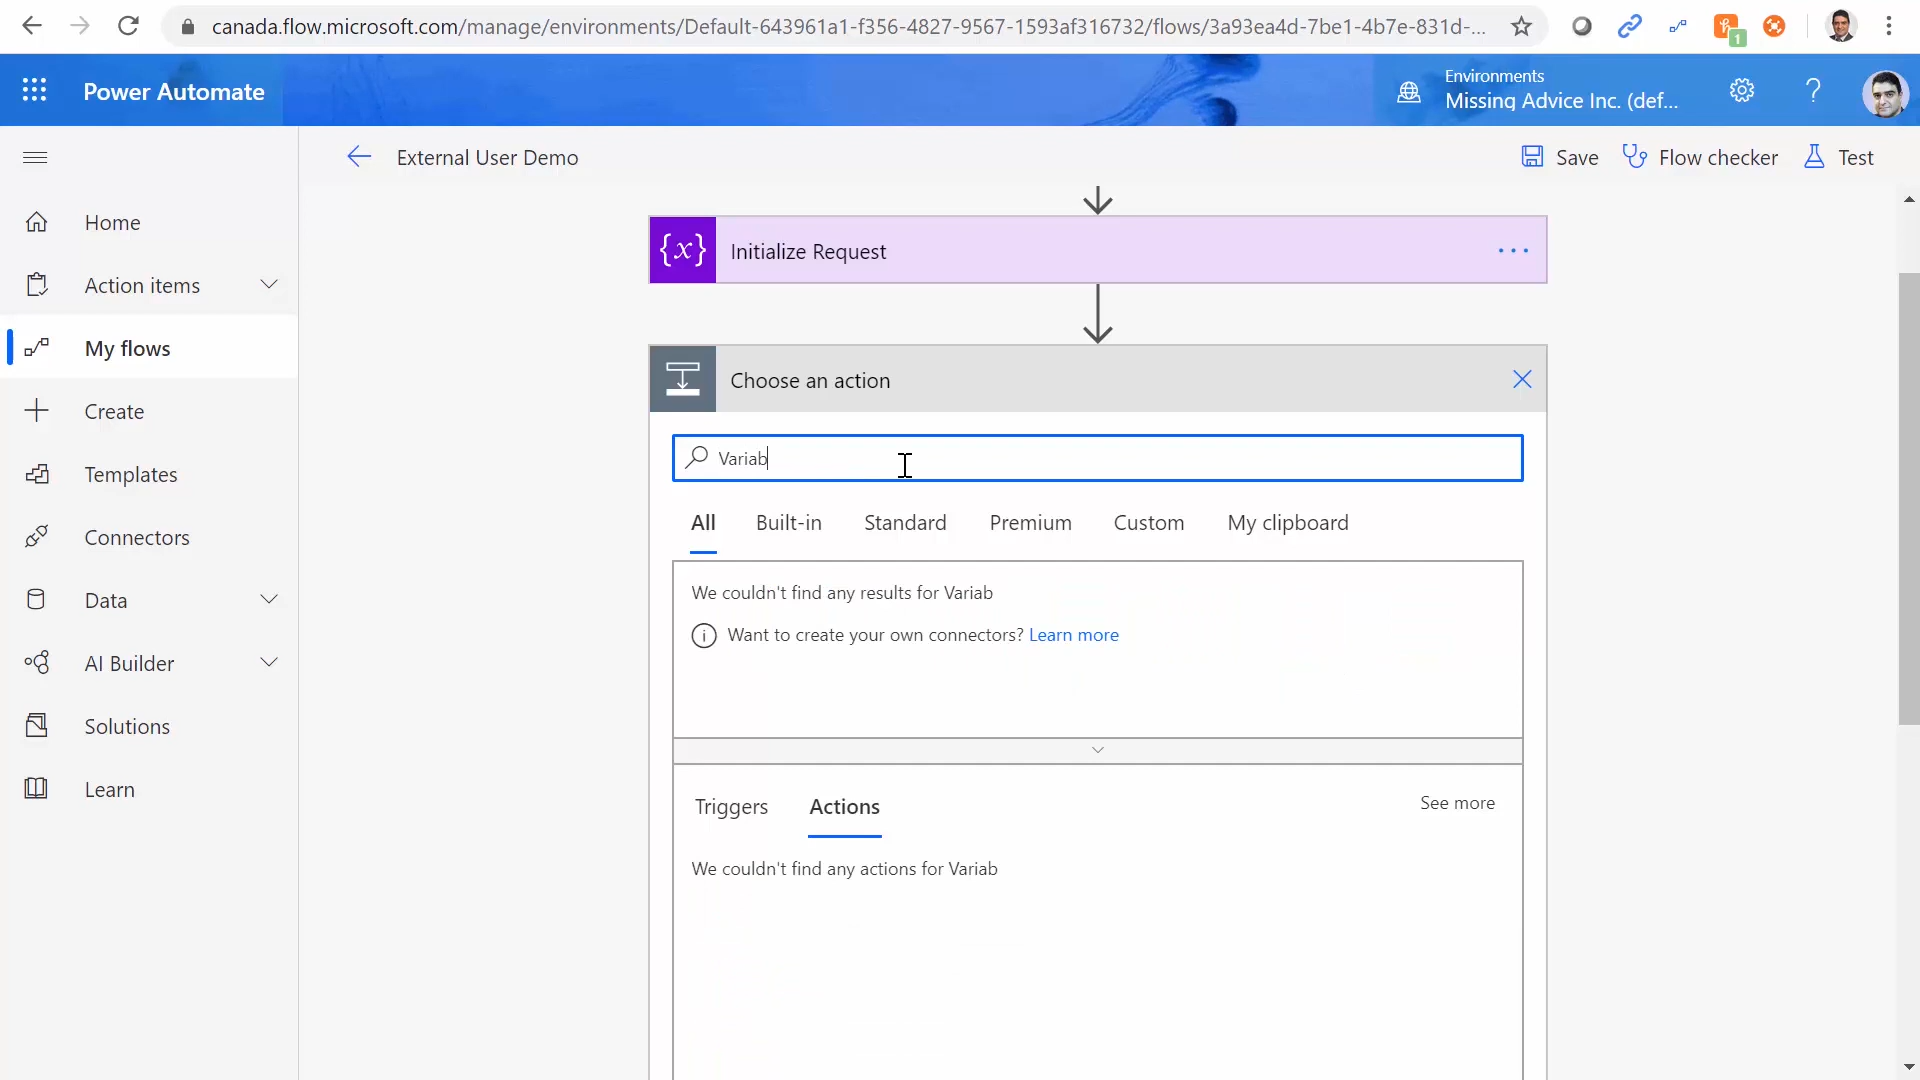 canada.flow.microsoft.com/manage/environments/Default-643961a1-f356-4827-9567-1593af316732/flows/3a93ea4d-7be1-4b7e-831d-...
1
Power Automate
Environments
Missing Advice Inc. (def...
?
External User Demo
Save
Flow checker
Test
Home
Action items
My flows
Create
Templates
Connectors
Data
AI Builder
Solutions
Learn
{x} Initialize Request
Choose an action
Variab
All Built-in Standard Premium Custom My clipboard
We couldn't find any results for Variab
Want to create your own connectors? Learn more
Triggers Actions See more
We couldn't find any actions for Variab